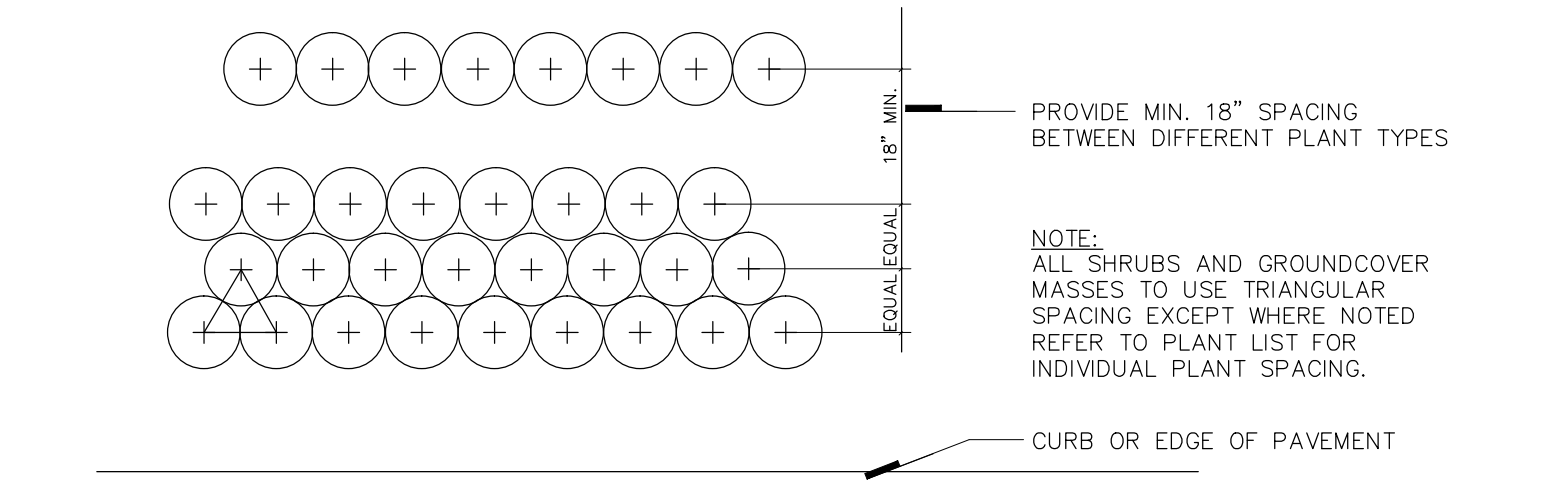 18” MIN.
EQUAL
EQUAL
PROVIDE MIN. 18” SPACING
BETWEEN DIFFERENT PLANT TYPES
NOTE:
ALL SHRUBS AND GROUNDCOVER
MASSES TO USE TRIANGULAR
SPACING EXCEPT WHERE NOTED
REFER TO PLANT LIST FOR
INDIVIDUAL PLANT SPACING.
CURB OR EDGE OF PAVEMENT